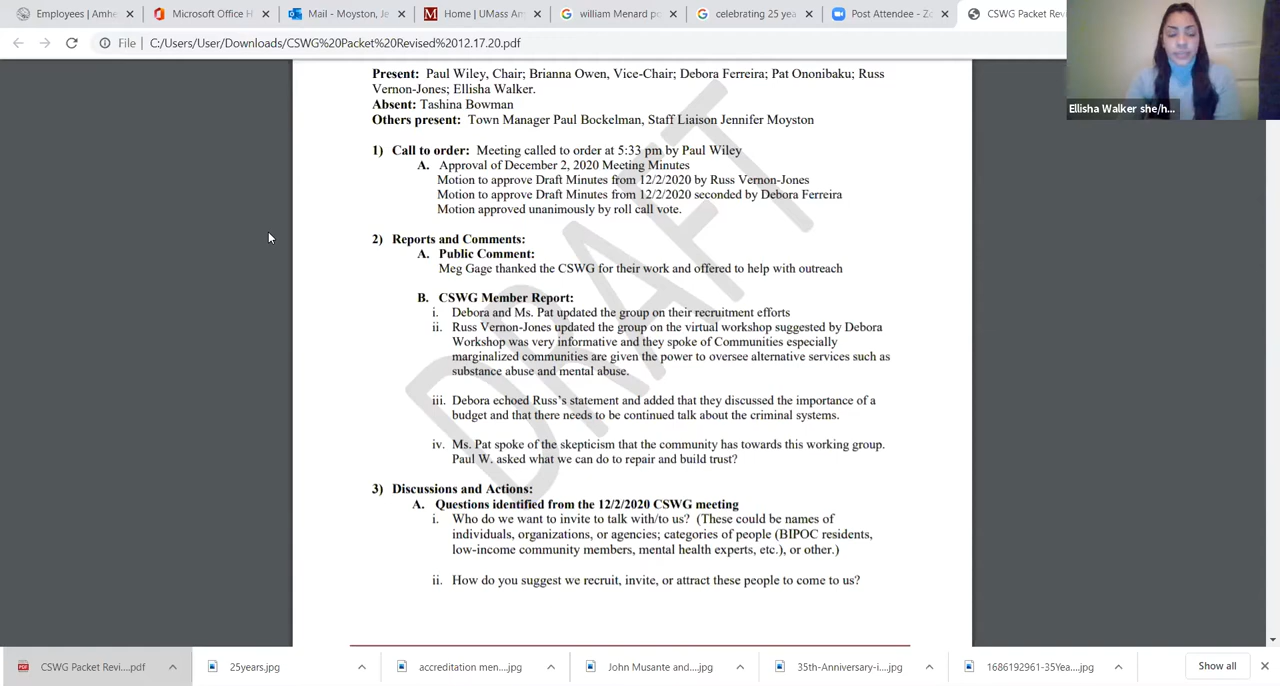 Employees | Amhe
Microsoft Office H
Mail - Moyston, Je
Home | UMass Am
william Menard po
celebrating 25 yea
Post Attendee - Zo
CSWG Packet Rev
File | C:/Users/User/Downloads/CSWG%20Packet%20Revised%2012.17.20.pdf
Ellisha Walker she/h...
Present: Paul Wiley, Chair; Brianna Owen, Vice-Chair; Debora Ferreira; Pat Ononibaku; Russ
Vernon-Jones; Ellisha Walker.
Absent: Tashina Bowman
Others present: Town Manager Paul Bockelman, Staff Liaison Jennifer Moyston
1) Call to order: Meeting called to order at 5:33 pm by Paul Wiley
A. Approval of December 2, 2020 Meeting Minutes
Motion to approve Draft Minutes from 12/2/2020 by Russ Vernon-Jones
Motion to approve Draft Minutes from 12/2/2020 seconded by Debora Ferreira
Motion approved unanimously by roll call vote.
2) Reports and Comments:
A. Public Comment:
Meg Gage thanked the CSWG for their work and offered to help with outreach
B. CSWG Member Report:
i. Debora and Ms. Pat updated the group on their recruitment efforts
ii. Russ Vernon-Jones updated the group on the virtual workshop suggested by Debora
Workshop was very informative and they spoke of Communities especially
marginalized communities are given the power to oversee alternative services such as
substance abuse and mental abuse.
iii. Debora echoed Russ's statement and added that they discussed the importance of a
budget and that there needs to be continued talk about the criminal systems.
iv. Ms. Pat spoke of the skepticism that the community has towards this working group.
Paul W. asked what we can do to repair and build trust?
3) Discussions and Actions:
A. Questions identified from the 12/2/2020 CSWG meeting
i. Who do we want to invite to talk with/to us? (These could be names of
individuals, organizations, or agencies; categories of people (BIPOC residents,
low-income community members, mental health experts, etc.), or other.)
ii. How do you suggest we recruit, invite, or attract these people to come to us?
DRAFT
CSWG Packet Revi....pdf
25years.jpg
accreditation men....jpg
John Musante and....jpg
35th-Anniversary-i....jpg
1686192961-35Yea....jpg
Show all